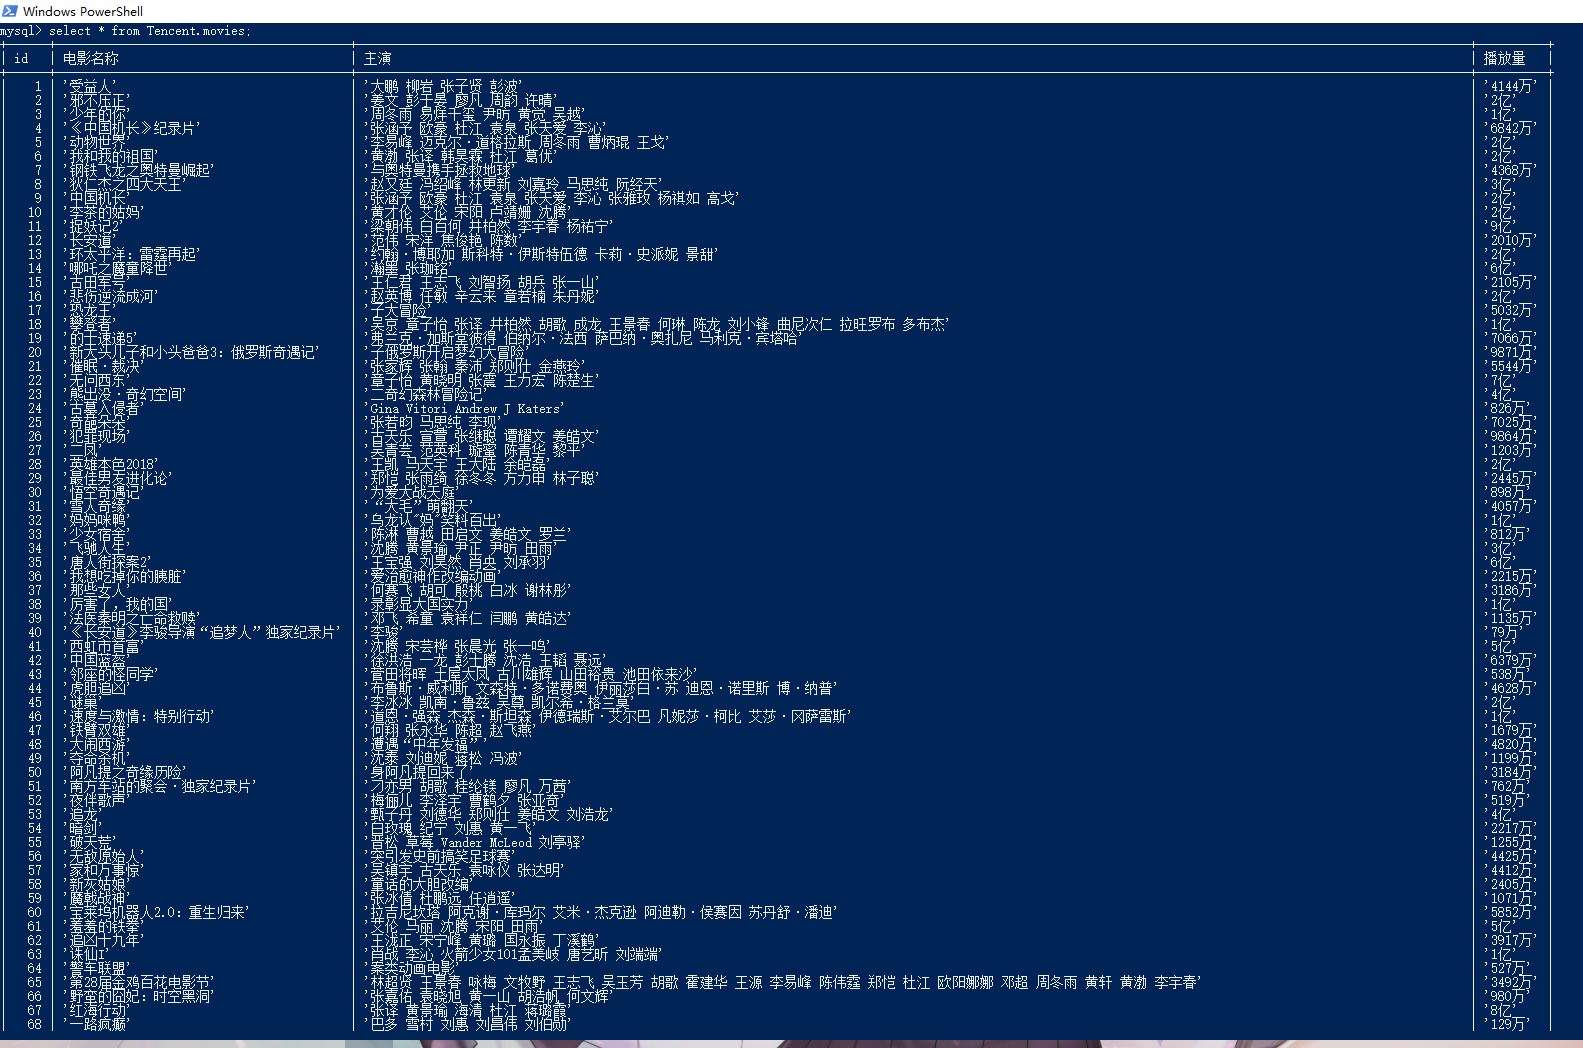 Windows PowerShell
mysql> select * from Tencent.movies;
| id | 电影名称 | 主演 | 播放量 |
| 1 | '受益人' | '大鹏 柳岩 张子贤 彭波' | '4144万' |
| 2 | '邪不压正' | '姜文 彭于晏 廖凡 周韵 许晴' | '2亿' |
| 3 | '少年的你' | '周冬雨 易烊千玺 尹昉 黄觉 吴越' | '1亿' |
| 4 | '《中国机长》纪录片' | '张涵予 欧豪 杜江 袁泉 张天爱 李沁' | '6842万' |
| 5 | '动物世界' | '李易峰 迈克尔·道格拉斯 周冬雨 曹炳琨 王戈' | '2亿' |
| 6 | '我和我的祖国' | '黄渤 张译 韩昊霖 杜江 葛优' | '2亿' |
| 7 | '钢铁飞龙之奥特曼崛起' | '与奥特曼携手拯救地球' | '4368万' |
| 8 | '狄仁杰之四大天王' | '赵又廷 冯绍峰 林更新 刘嘉玲 马思纯 阮经天' | '3亿' |
| 9 | '中国机长' | '张涵予 欧豪 杜江 袁泉 张天爱 李沁 张雅玫 杨祺如 高戈' | '2亿' |
| 10 | '李茶的姑妈' | '黄才伦 艾伦 宋阳 卢靖姗 沈腾' | '2亿' |
| 11 | '捉妖记2' | '梁朝伟 白百何 井柏然 李宇春 杨祐宁' | '9亿' |
| 12 | '长安道' | '范伟 宋洋 焦俊艳 陈数' | '2010万' |
| 13 | '环太平洋：雷霆再起' | '约翰·博耶加 斯科特·伊斯特伍德 卡莉·史派妮 景甜' | '2亿' |
| 14 | '哪吒之魔童降世' | '瀚墨 张珈铭' | '6亿' |
| 15 | '古田军号' | '王仁君 王志飞 刘智扬 胡兵 张一山' | '2105万' |
| 16 | '悲伤逆流成河' | '赵英博 任敏 辛云来 章若楠 朱丹妮' | '2亿' |
| 17 | '恐龙王' | '子大冒险' | '5032万' |
| 18 | '攀登者' | '吴京 章子怡 张译 井柏然 胡歌 成龙 王景春 何琳 陈龙 刘小锋 曲尼次仁 拉旺罗布 多布杰' | '1亿' |
| 19 | '的士速递5' | '弗兰克·加斯堂彼得 伯纳尔·法西 萨巴纳·奥扎尼 马利克·宾塔哈' | '7066万' |
| 20 | '新大头儿子和小头爸爸3：俄罗斯奇遇记' | '子俄罗斯开启梦幻大冒险' | '9871万' |
| 21 | '催眠·裁决' | '张家辉 张翰 秦沛 郑则仕 金燕玲' | '5544万' |
| 22 | '无问西东' | '章子怡 黄晓明 张震 王力宏 陈楚生' | '7亿' |
| 23 | '熊出没·奇幻空间' | '二奇幻森林冒险记' | '4亿' |
| 24 | '古墓入侵者' | 'Gina Vitori Andrew J Katers' | '826万' |
| 25 | '奇葩朵朵' | '张若昀 马思纯 李现' | '7025万' |
| 26 | '犯罪现场' | '古天乐 宣萱 张继聪 谭耀文 姜皓文' | '9864万' |
| 27 | '二凤' | '吴青芸 范英科 璇蜜 陈青华 黎平' | '1203万' |
| 28 | '英雄本色2018' | '王凯 马天宇 王大陆 余皑磊' | '2亿' |
| 29 | '最佳男友进化论' | '郑恺 张雨绮 徐冬冬 方力申 林子聪' | '2445万' |
| 30 | '悟空奇遇记' | '为爱大战天庭' | '898万' |
| 31 | '雪人奇缘' | '“大毛”萌翻天' | '4057万' |
| 32 | '妈妈咪鸭' | '乌龙认"妈"笑料百出' | '1亿' |
| 33 | '少女宿舍' | '陈淋 曹越 田启文 姜皓文 罗兰' | '812万' |
| 34 | '飞驰人生' | '沈腾 黄景瑜 尹正 尹昉 田雨' | '3亿' |
| 35 | '唐人街探案2' | '王宝强 刘昊然 肖央 刘承羽' | '6亿' |
| 36 | '我想吃掉你的胰脏' | '爱治愈神作改编动画' | '2215万' |
| 37 | '那些女人' | '何赛飞 胡可 殷桃 白冰 谢林彤' | '3186万' |
| 38 | '厉害了，我的国' | '录彰显大国实力' | '1亿' |
| 39 | '法医秦明之亡命救赎' | '邓飞 希童 袁祥仁 闫鹏 黄皓达' | '1135万' |
| 40 | '《长安道》李骏导演“追梦人”独家纪录片' | '李骏' | '79万' |
| 41 | '西虹市首富' | '沈腾 宋芸桦 张晨光 张一鸣' | '5亿' |
| 42 | '中国蓝盔' | '徐洪浩 一龙 彭士腾 沈浩 王韬 聂远' | '6379万' |
| 43 | '邻座的怪同学' | '菅田将晖 土屋太凤 古川雄辉 山田裕贵 池田依来沙' | '538万' |
| 44 | '虎胆追凶' | '布鲁斯·威利斯 文森特·多诺费奥 伊丽莎白·苏 迪恩·诺里斯 博·纳普' | '4628万' |
| 45 | '谜巢' | '李冰冰 凯南·鲁兹 吴尊 凯尔希·格兰莫' | '2亿' |
| 46 | '速度与激情：特别行动' | '道恩·强森 杰森·斯坦森 伊德瑞斯·艾尔巴 凡妮莎·柯比 艾莎·冈萨雷斯' | '1亿' |
| 47 | '铁臂双雄' | '何翔 张永华 陈超 赵飞燕' | '1679万' |
| 48 | '大闹西游' | '遭遇“中年发福”' | '4820万' |
| 49 | '夺命杀机' | '沈泰 刘迪妮 蒋松 冯波' | '1199万' |
| 50 | '阿凡提之奇缘历险' | '身阿凡提回来了' | '3184万' |
| 51 | '南方车站的聚会·独家纪录片' | '刁亦男 胡歌 桂纶镁 廖凡 万茜' | '762万' |
| 52 | '夜伴歌声' | '梅俪儿 李泽宇 曹鹤夕 张亚奇' | '519万' |
| 53 | '追龙' | '甄子丹 刘德华 郑则仕 姜皓文 刘浩龙' | '4亿' |
| 54 | '暗剑' | '白玫瑰 纪宁 刘惠 黄一飞' | '2217万' |
| 55 | '破天荒' | '晋松 草莓 Vander McLeod 刘亭驿' | '1255万' |
| 56 | '无敌原始人' | '突引发史前搞笑足球赛' | '4425万' |
| 57 | '家和万事惊' | '吴镇宇 古天乐 袁咏仪 张达明' | '4412万' |
| 58 | '新灰姑娘' | '童话的大胆改编' | '2405万' |
| 59 | '魔戟战神' | '张冰倩 杜鹏远 任逍遥' | '1071万' |
| 60 | '宝莱坞机器人2.0：重生归来' | '拉吉尼坎塔 阿克谢·库玛尔 艾米·杰克逊 阿迪勒·侯赛因 苏丹舒·潘迪' | '5852万' |
| 61 | '羞羞的铁拳' | '艾伦 马丽 沈腾 宋阳 田雨' | '5亿' |
| 62 | '追凶十九年' | '王泷正 宋宁峰 黄璐 国永振 丁溪鹤' | '3917万' |
| 63 | '诛仙I' | '肖战 李沁 火箭少女101孟美岐 唐艺昕 刘端端' | '1亿' |
| 64 | '警车联盟' | '案类动画电影' | '527万' |
| 65 | '第28届金鸡百花电影节' | '林超贤 王景春 咏梅 文牧野 王志飞 吴玉芳 胡歌 霍建华 王源 李易峰 陈伟霆 郑恺 杜江 欧阳娜娜 邓超 周冬雨 黄轩 黄渤 李宇春' | '3492万' |
| 66 | '野蛮的囧妃：时空黑洞' | '张嘉佑 袁晓旭 黄一山 胡浩帆 何文辉' | '980万' |
| 67 | '红海行动' | '张译 黄景瑜 海清 杜江 蒋璐霞' | '8亿' |
| 68 | '一路疯癫' | '巴多 雪村 刘惠 刘昌伟 刘伯勋' | '129万' |